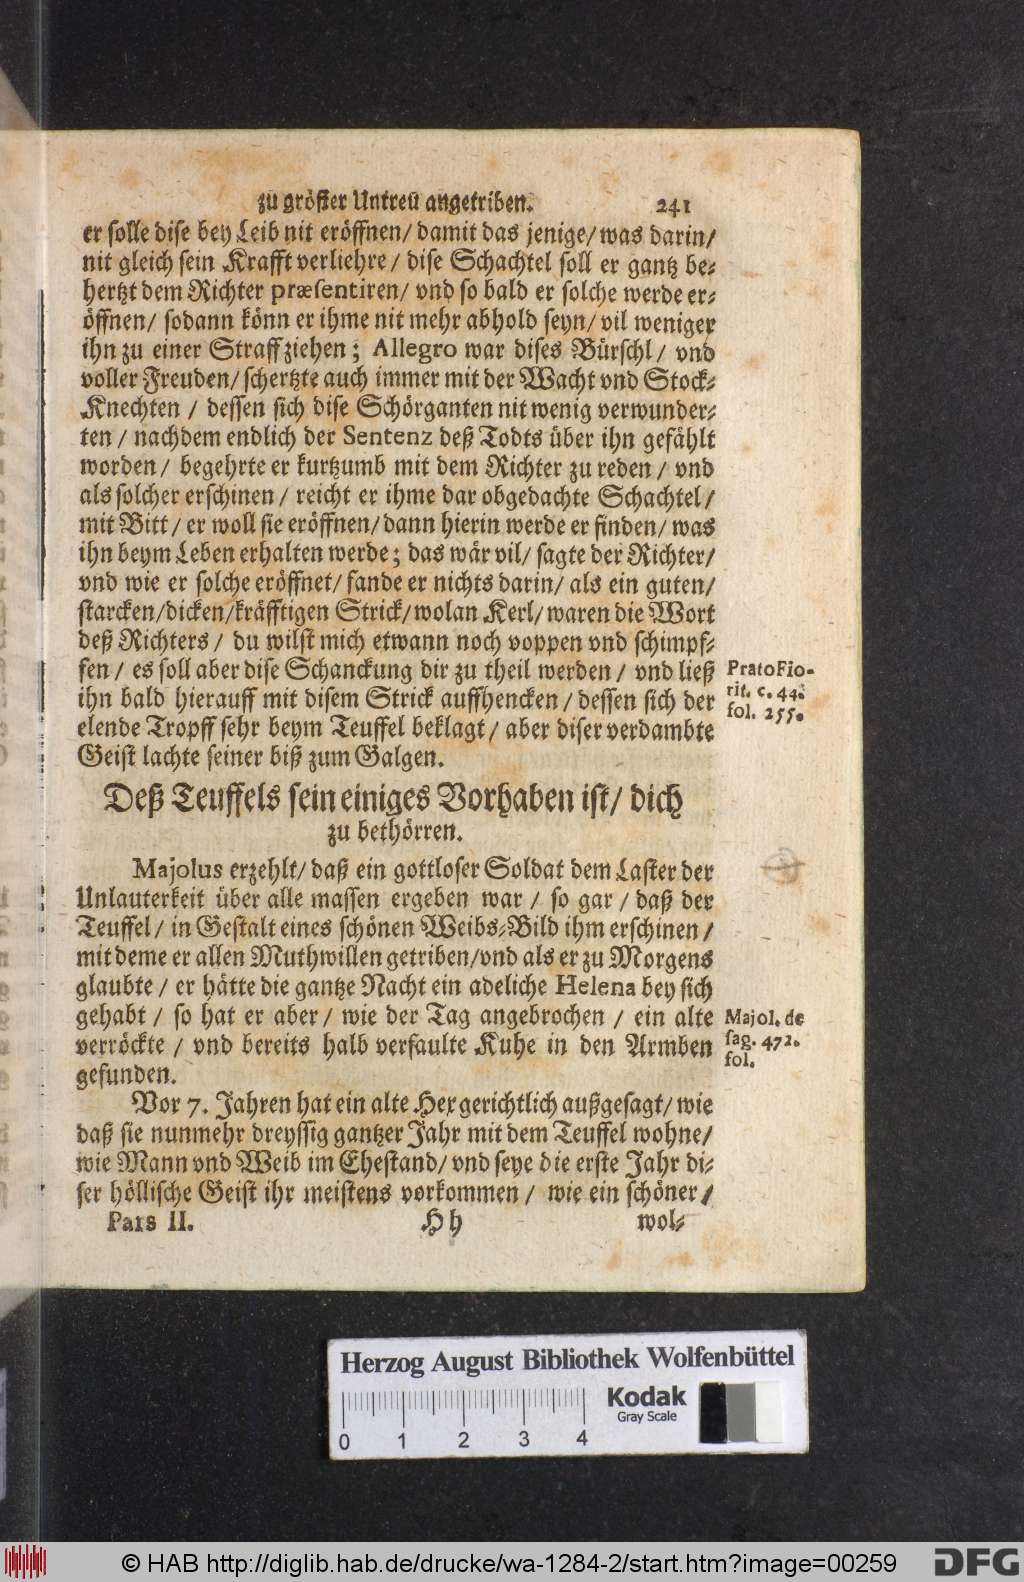 zu gröster Untreü angetriben. 241
er solle dise bey Leib nit eröffnen/ damit das jenige/ was darin/
nit gleich sein Krafft verliehre / dise Schachtel soll er gantz be-
hertzt dem Richter præsentiren/ vnd so bald er solche werde er-
öffnen/ sodann könn er ihme nit mehr abhold seyn/ vil weniger
ihn zu einer Straff ziehen; Allegro war dises Bürschl/ vnd
voller Freuden/ schertzte auch immer mit der Wacht vnd Stock-
Knechten / dessen sich dise Schörganten nit wenig verwunder-
ten / nachdem endlich der Sentenz deß Todts über ihn gefählt
worden / begehrte er kurtzumb mit dem Richter zu reden / vnd
als solcher erschinen / reicht er ihme dar obgedachte Schachtel/
mit Bitt / er woll sie eröffnen/ dann hierin werde er finden/ was
ihn beym Leben erhalten werde; das wär vil/ sagte der Richter/
vnd wie er solche eröffnet/ fande er nichts darin/ als ein guten/
starcken/dicken/kräfftigen Strick/ wolan Kerl/ waren die Wort
deß Richters / du wilst mich etwann noch voppen vnd schimpf-
fen / es soll aber dise Schanckung dir zu theil werden / vnd ließ
ihn bald hierauff mit disem Strick auffhencken / dessen sich der
elende Tropff sehr beym Teuffel beklagt / aber diser verdambte
Geist lachte seiner biß zum Galgen.
Prato Fio-
rit. c. 44.
fol. 255.
Deß Teuffels sein einiges Vorhaben ist/ dich
zu bethörren.
Majolus erzehlt/ daß ein gottloser Soldat dem Laster der
Unlauterkeit über alle massen ergeben war / so gar / daß der
Teuffel / in Gestalt eines schönen Weibs-Bild ihm erschinen /
mit deme er allen Muthwillen getriben/vnd als er zu Morgens
glaubte / er hätte die gantze Nacht ein adeliche Helena bey sich
gehabt / so hat er aber / wie der Tag angebrochen / ein alte
verröckte / vnd bereits halb verfaulte Kuhe in den Armben
gefunden.
Majol. de
sag. 472.
fol.
Vor 7. Jahren hat ein alte Hex gerichtlich außgesagt/ wie
daß sie nunmehr dreyssig gantzer Jahr mit dem Teuffel wohne/
wie Mann vnd Weib im Ehestand/ vnd seye die erste Jahr di-
ser höllische Geist ihr meistens vorkommen / wie ein schöner/
Pars II. Hh wol-
Herzog August Bibliothek Wolfenbüttel
Kodak
Gray Scale
0 1 2 3 4
© HAB http://diglib.hab.de/drucke/wa-1284-2/start.htm?image=00259 DFG